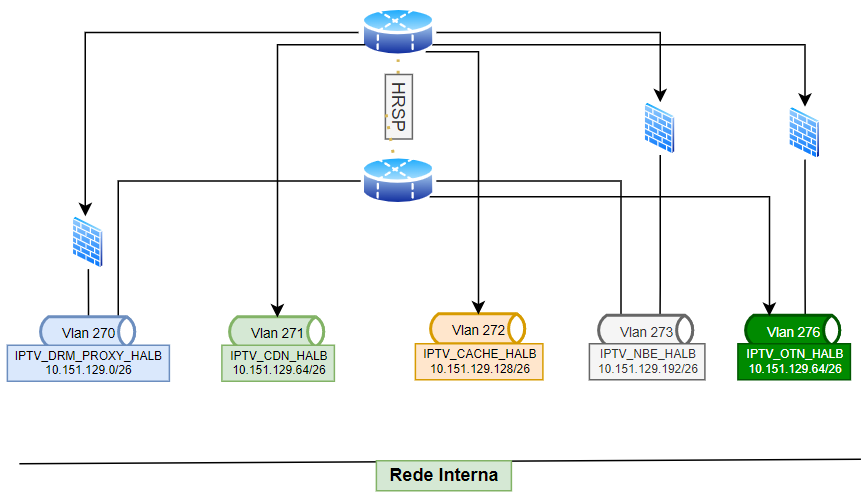 HRSP
Vlan 270
IPTV_DRM_PROXY_HALB
10.151.129.0/26
Vlan 271
IPTV_CDN_HALB
10.151.129.64/26
Vlan 272
IPTV_CACHE_HALB
10.151.129.128/26
Vlan 273
IPTV_NBE_HALB
10.151.129.192/26
Vlan 276
IPTV_OTN_HALB
10.151.129.64/26
Rede Interna